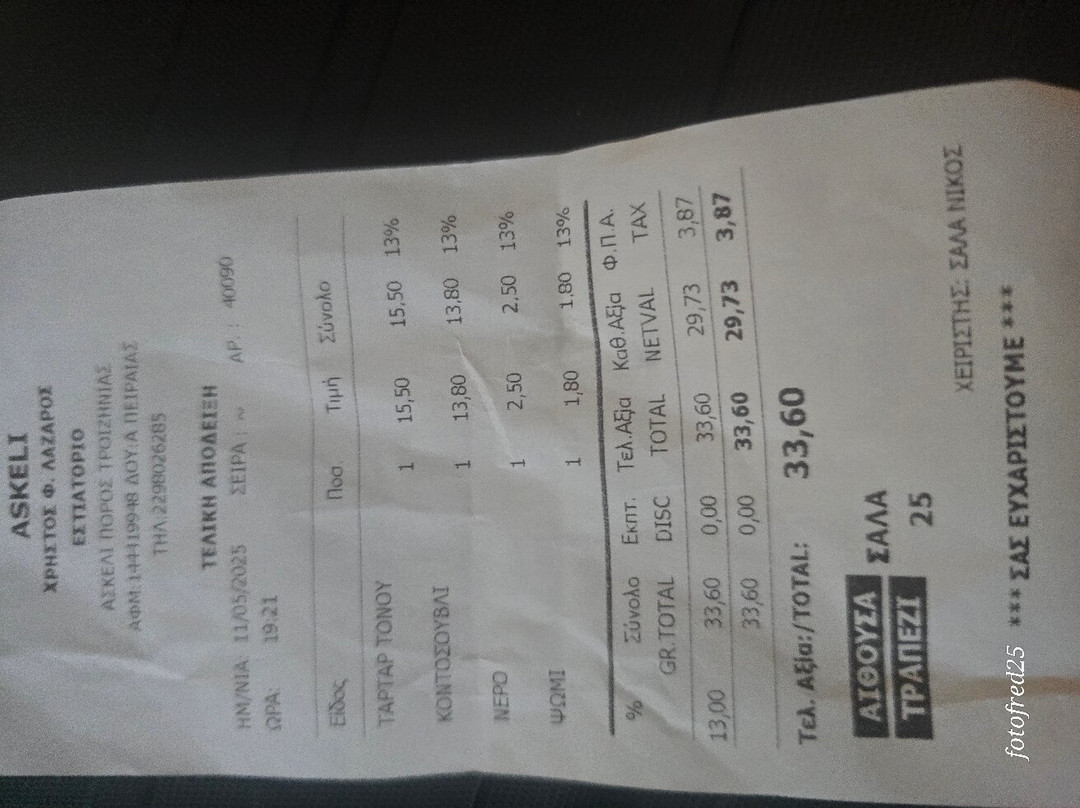 ASKELI
ΧΡΗΣΤΟΣ Φ. ΛΑΖΑΡΟΣ
ΕΣΤΙΑΤΟΡΙΟ
ΑΣΚΕΛΙ ΠΟΡΟΣ ΤΡΟΙΖΗΝΙΑΣ
ΑΦΜ:144419948 ΔΟΥ:Α ΠΕΙΡΑΙΑΣ
ΤΗΛ:2298026285
ΤΕΛΙΚΗ ΑΠΟΔΕΙΞΗ
ΗΜ/ΝΙΑ: 11/05/2025 ΣΕΙΡΑ : ~ ΑΡ.: 40090
ΩΡΑ: 19:21
Είδος Ποσ. Τιμή Σύνολο
ΤΑΡΤΑΡ ΤΟΝΟΥ 1 15,50 15,50 13%
ΚΟΝΤΟΣΟΥΒΛΙ 1 13,80 13,80 13%
ΝΕΡΟ 1 2,50 2,50 13%
ΨΩΜΙ 1 1,80 1,80 13%
% Σύνολο Εκπτ. Τελ.Αξία Καθ.Αξία Φ.Π.Α.
GR.TOTAL DISC TOTAL NETVAL TAX
13,00 33,60 0,00 33,60 29,73 3,87
33,60 0,00 33,60 29,73 3,87
Τελ. Αξία:/TOTAL: 33,60
ΑΙΘΟΥΣΑ ΣΑΛΑ
ΤΡΑΠΕΖΙ 25
ΧΕΙΡΙΣΤΗΣ: ΣΑΛΑ ΝΙΚΟΣ
*** ΣΑΣ ΕΥΧΑΡΙΣΤΟΥΜΕ ***
fotofred25